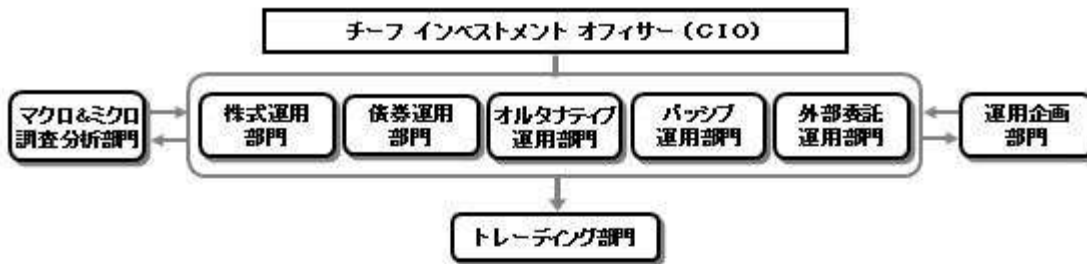 チーフ インベストメント オフィサー (CIO)
マクロ&ミクロ
調査分析部門
株式運用
部門
債券運用
部門
オルタナティブ
運用部門
パッシブ
運用部門
外部委託
運用部門
運用企画
部門
トレーディング部門